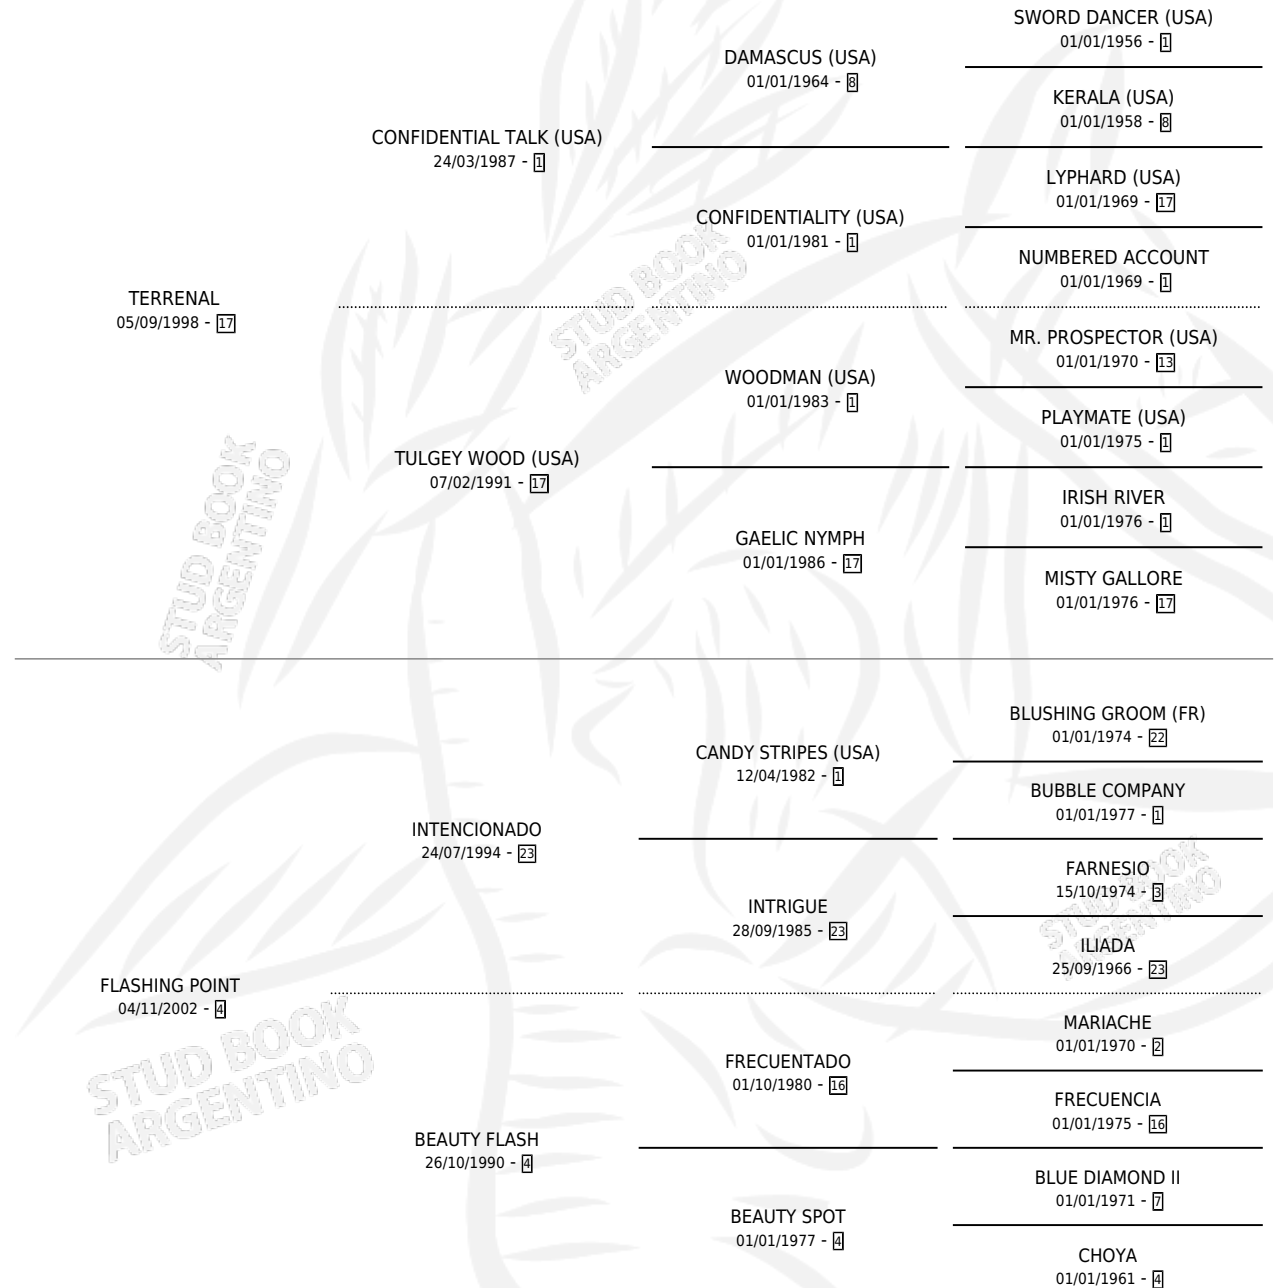 SWORD DANCER (USA)
01/01/1956 - 1
DAMASCUS (USA)
01/01/1964 - 8
KERALA (USA)
01/01/1958 - 8
CONFIDENTIAL TALK (USA)
24/03/1987 - 1
LYPHARD (USA)
01/01/1969 - 17
CONFIDENTIALITY (USA)
01/01/1981 - 1
NUMBERED ACCOUNT
01/01/1969 - 1
TERRENAL
05/09/1998 - 17
STUD BOOK
ARGENTINO
MR. PROSPECTOR (USA)
01/01/1970 - 13
WOODMAN (USA)
01/01/1983 - 1
PLAYMATE (USA)
01/01/1975 - 1
TULGEY WOOD (USA)
07/02/1991 - 17
IRISH RIVER
01/01/1976 - 1
GAELIC NYMPH
01/01/1986 - 17
MISTY GALLORE
01/01/1976 - 17
STUD BOOK
ARGENTINO
BLUSHING GROOM (FR)
01/01/1974 - 22
CANDY STRIPES (USA)
12/04/1982 - 1
BUBBLE COMPANY
01/01/1977 - 1
INTENCIONADO
24/07/1994 - 23
FARNESIO
15/10/1974 - 3
INTRIGUE
28/09/1985 - 23
ILIADA
25/09/1966 - 23
STUD BOOK
ARGENTINO
FLASHING POINT
04/11/2002 - 4
MARIACHE
01/01/1970 - 2
FRECUENTADO
01/10/1980 - 16
FRECUENCIA
01/01/1975 - 16
STUD BOOK
ARGENTINO
BEAUTY FLASH
26/10/1990 - 4
BLUE DIAMOND II
01/01/1971 - 7
BEAUTY SPOT
01/01/1977 - 4
CHOYA
01/01/1961 - 4